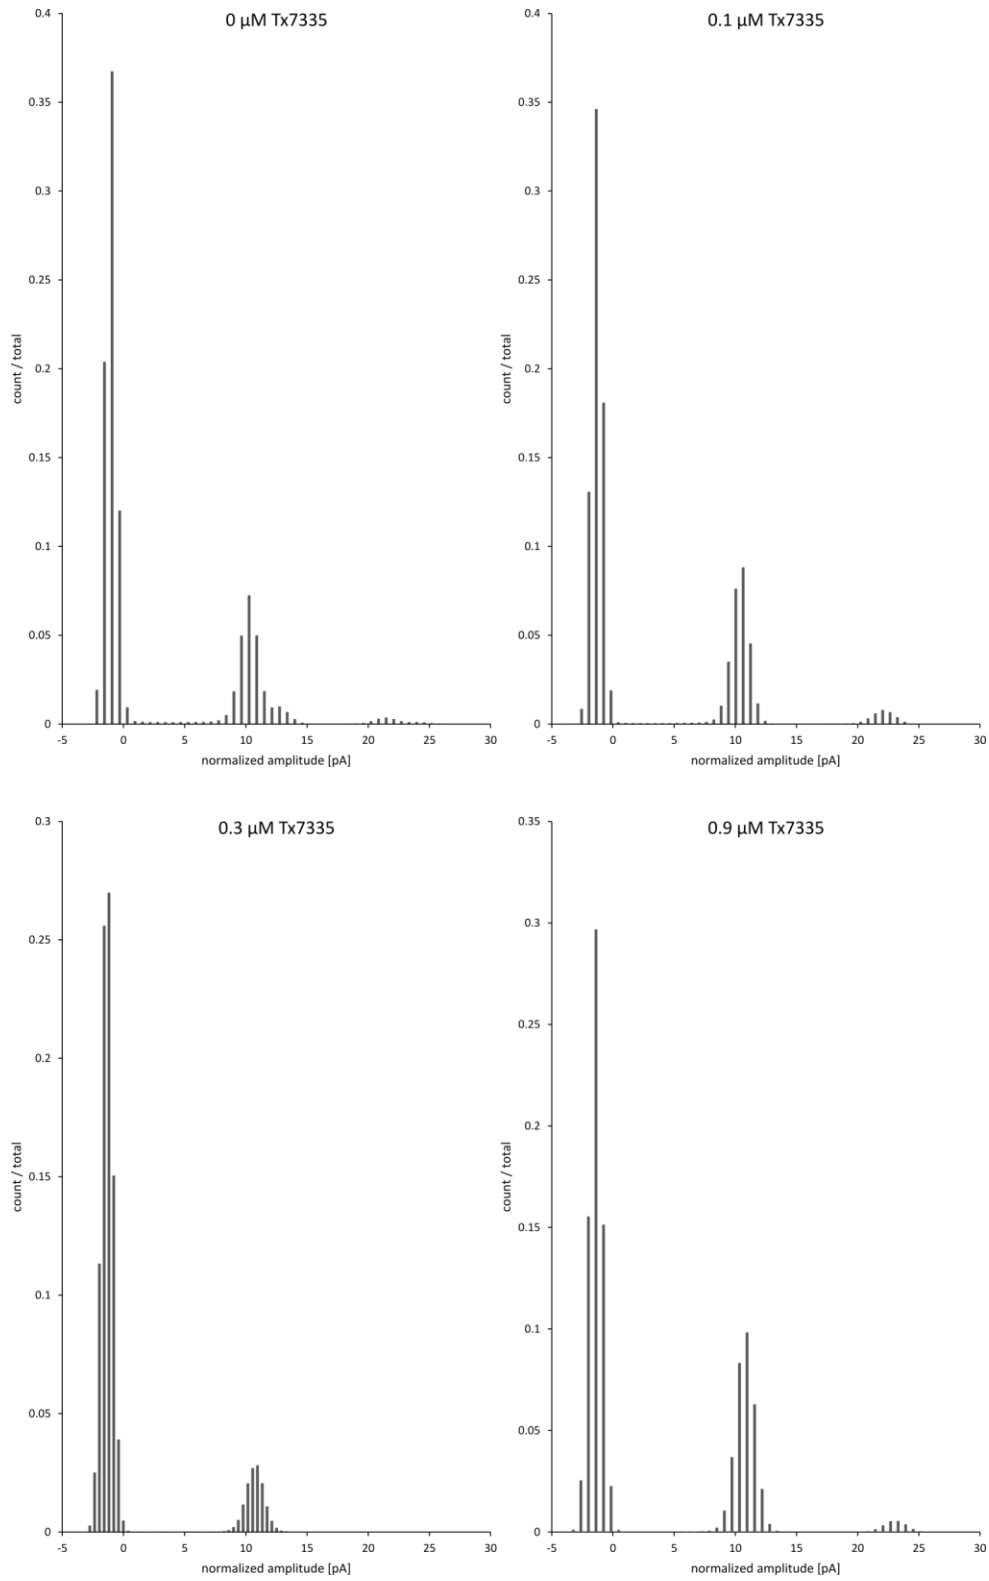 0 μM Tx7335
0.4
0.35
0.3
0.25
0.2
0.15
0.1
0.05
0
count / total
-5 0 5 10 15 20 25 30
normalized amplitude [pA]
0.1 μM Tx7335
0.4
0.35
0.3
0.25
0.2
0.15
0.1
0.05
0
count / total
-5 0 5 10 15 20 25 30
normalized amplitude [pA]
0.3 μM Tx7335
0.3
0.25
0.2
0.15
0.1
0.05
0
count / total
-5 0 5 10 15 20 25 30
normalized amplitude [pA]
0.9 μM Tx7335
0.35
0.3
0.25
0.2
0.15
0.1
0.05
0
count / total
-5 0 5 10 15 20 25 30
normalized amplitude [pA]